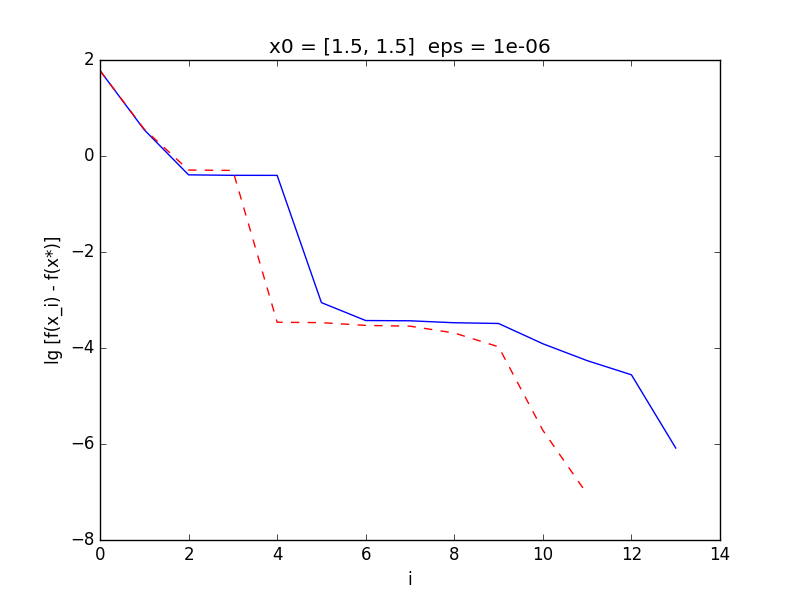 x0 = [1.5, 1.5]  eps = 1e-06
lg [f(x_i) - f(x*)]
2
0
−2
−4
−6
−8
0 2 4 6 8 10 12 14
i